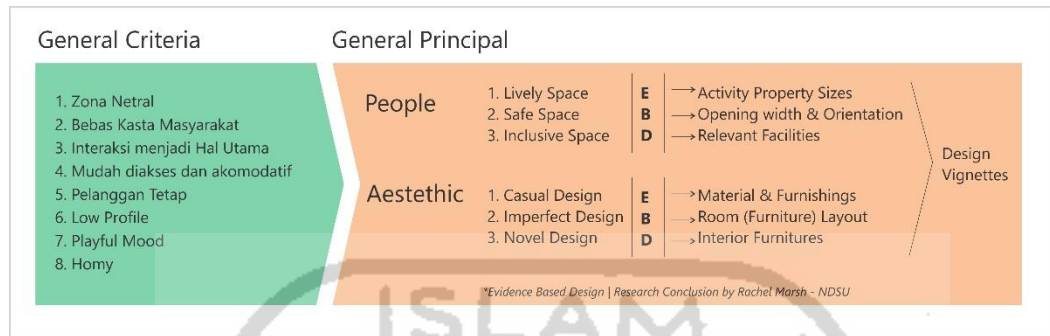 General Criteria
General Principal
1. Zona Netral
2. Bebas Kasta Masyarakat
3. Interaksi menjadi Hal Utama
4. Mudah diakses dan akomodatif
5. Pelanggan Tetap
6. Low Profile
7. Playful Mood
8. Homy
People
1. Lively Space
2. Safe Space
3. Inclusive Space
E
B
D
Activity Property Sizes
Opening width & Orientation
Relevant Facilities
Aestethic
1. Casual Design
2. Imperfect Design
3. Novel Design
E
B
D
Material & Furnishings
Room (Furniture) Layout
Interior Furnitures
Design
Vignettes
*Evidence Based Design | Research Conclusion by Rachel Marsh - NDSU
ISLAM